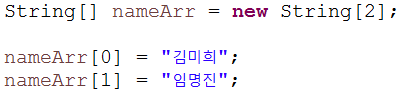 String[] nameArr = new String[2];
nameArr[0] = "김미희";
nameArr[1] = "임명진";